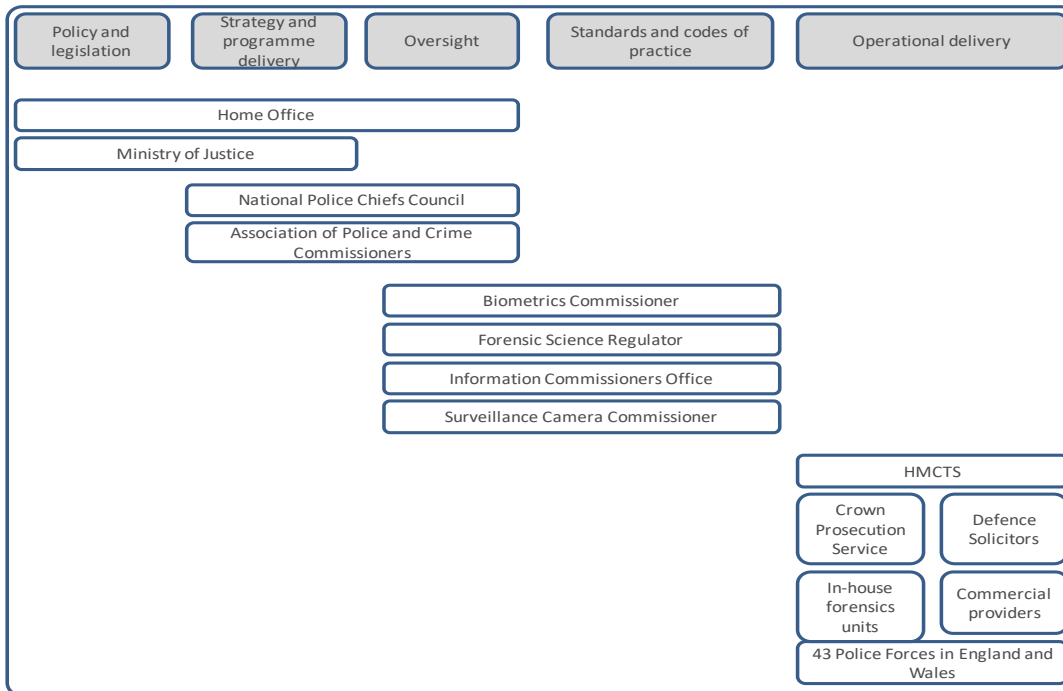 Policy and
legislation
Strategy and
programme
delivery
Oversight
Standards and codes of
practice
Operational delivery
Home Office
Ministry of Justice
National Police Chiefs Council
Association of Police and Crime
Commissioners
Biometrics Commissioner
Forensic Science Regulator
Information Commissioners Office
Surveillance Camera Commissioner
HMCTS
Crown
Prosecution
Service
Defence
Solicitors
In-house
forensics
units
Commercial
providers
43 Police Forces in England and
Wales